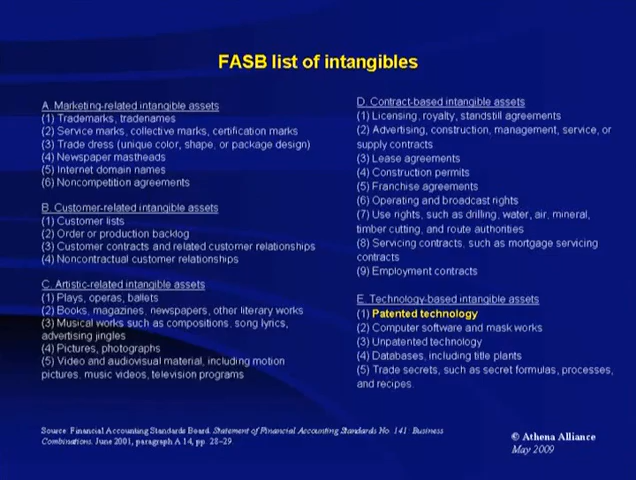 FASB list of intangibles
A. Marketing-related intangible assets
(1) Trademarks, tradenames
(2) Service marks, collective marks, certification marks
(3) Trade dress (unique color, shape, or package design)
(4) Newspaper mastheads
(5) Internet domain names
(6) Noncompetition agreements
B. Customer-related intangible assets
(1) Customer lists
(2) Order or production backlog
(3) Customer contracts and related customer relationships
(4) Noncontractual customer relationships
C. Artistic-related intangible assets
(1) Plays, operas, ballets
(2) Books, magazines, newspapers, other literary works
(3) Musical works such as compositions, song lyrics,
advertising jingles
(4) Pictures, photographs
(5) Video and audiovisual material, including motion
pictures, music videos, television programs
D. Contract-based intangible assets
(1) Licensing, royalty, standstill agreements
(2) Advertising, construction, management, service, or
supply contracts
(3) Lease agreements
(4) Construction permits
(5) Franchise agreements
(6) Operating and broadcast rights
(7) Use rights, such as drilling, water, air, mineral,
timber cutting, and route authorities
(8) Servicing contracts, such as mortgage servicing
contracts
(9) Employment contracts
E. Technology-based intangible assets
(1) Patented technology
(2) Computer software and mask works
(3) Unpatented technology
(4) Databases, including title plants
(5) Trade secrets, such as secret formulas, processes,
and recipes.
Source: Financial Accounting Standards Board. Statement of Financial Accounting Standards No. 141: Business
Combinations. June 2001, paragraph A 14, pp. 28-29.
© Athena Alliance
May 2009